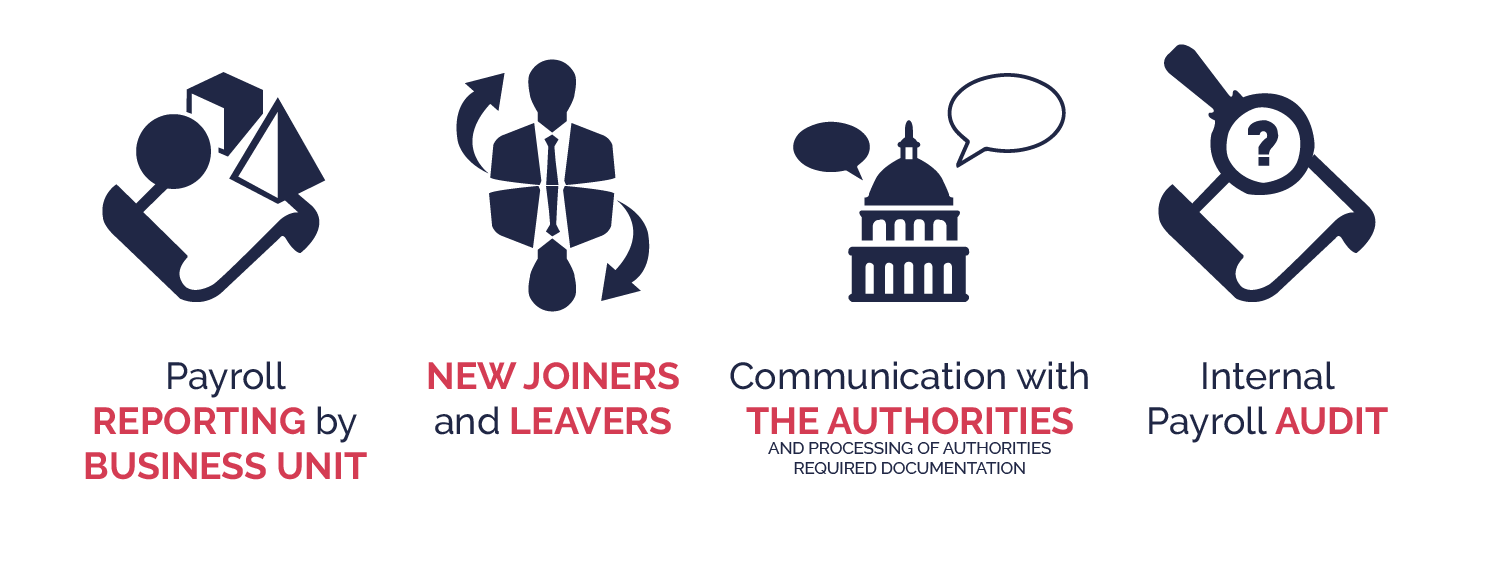 Payroll
REPORTING by
BUSINESS UNIT
NEW JOINERS
and LEAVERS
Communication with
THE AUTHORITIES
AND PROCESSING OF AUTHORITIES
REQUIRED DOCUMENTATION
?
Internal
Payroll AUDIT